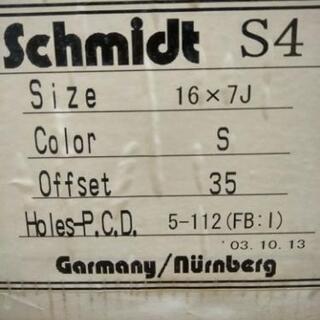 Schmidt S4
Size 16×7J
Color S
Offset 35
Holes-P.C.D. 5-112(FB:I)
'03.10.13
Garmany/Nürnberg